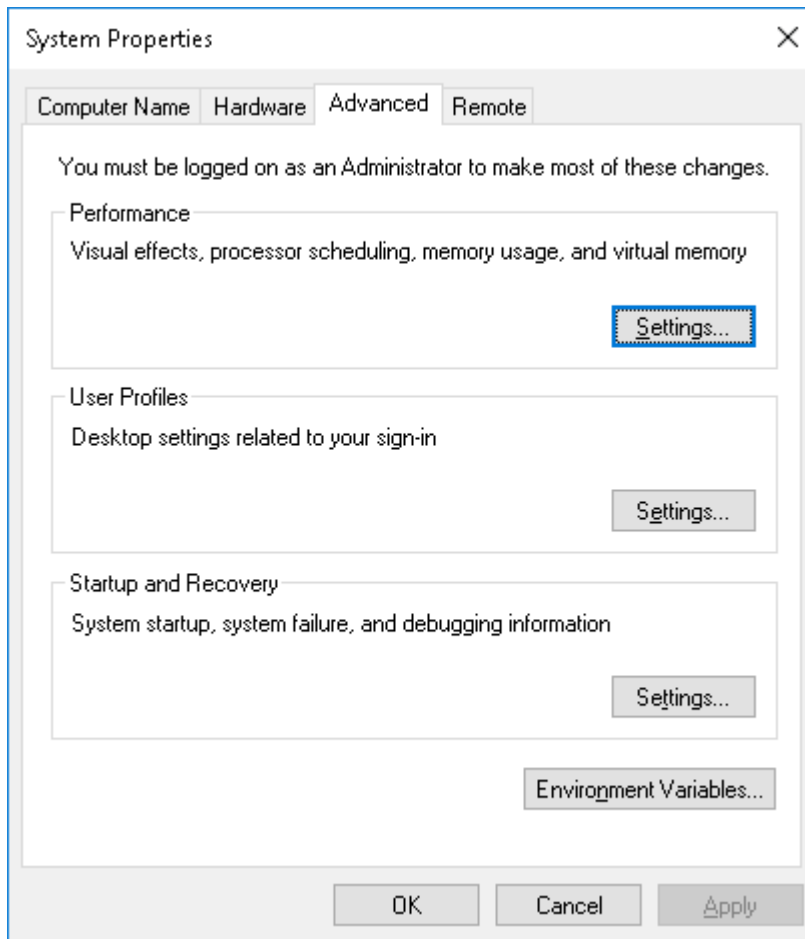 System Properties
Computer Name Hardware Advanced Remote
You must be logged on as an Administrator to make most of these changes.
Performance
Visual effects, processor scheduling, memory usage, and virtual memory
Settings...
User Profiles
Desktop settings related to your sign-in
Settings...
Startup and Recovery
System startup, system failure, and debugging information
Settings...
Environment Variables...
OK Cancel Apply